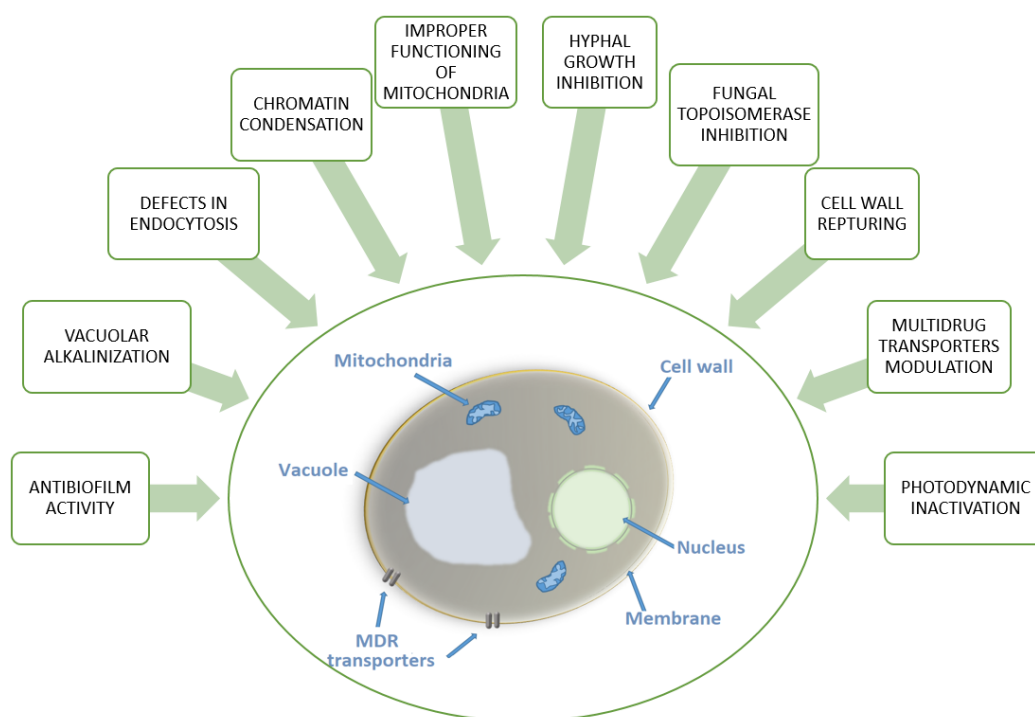 IMPROPER
FUNCTIONING
OF
MITOCHONDRIA
HYPHAL
GROWTH
INHIBITION
CHROMATIN
CONDENSATION
FUNGAL
TOPOISOMERASE
INHIBITION
DEFECTS IN
ENDOCYTOSIS
CELL WALL
REPTURING
VACUOLAR
ALKALINIZATION
MULTIDRUG
TRANSPORTERS
MODULATION
ANTIBIOFILM
ACTIVITY
PHOTODYNAMIC
INACTIVATION
Mitochondria
Cell wall
Vacuole
Nucleus
Membrane
MDR
transporters